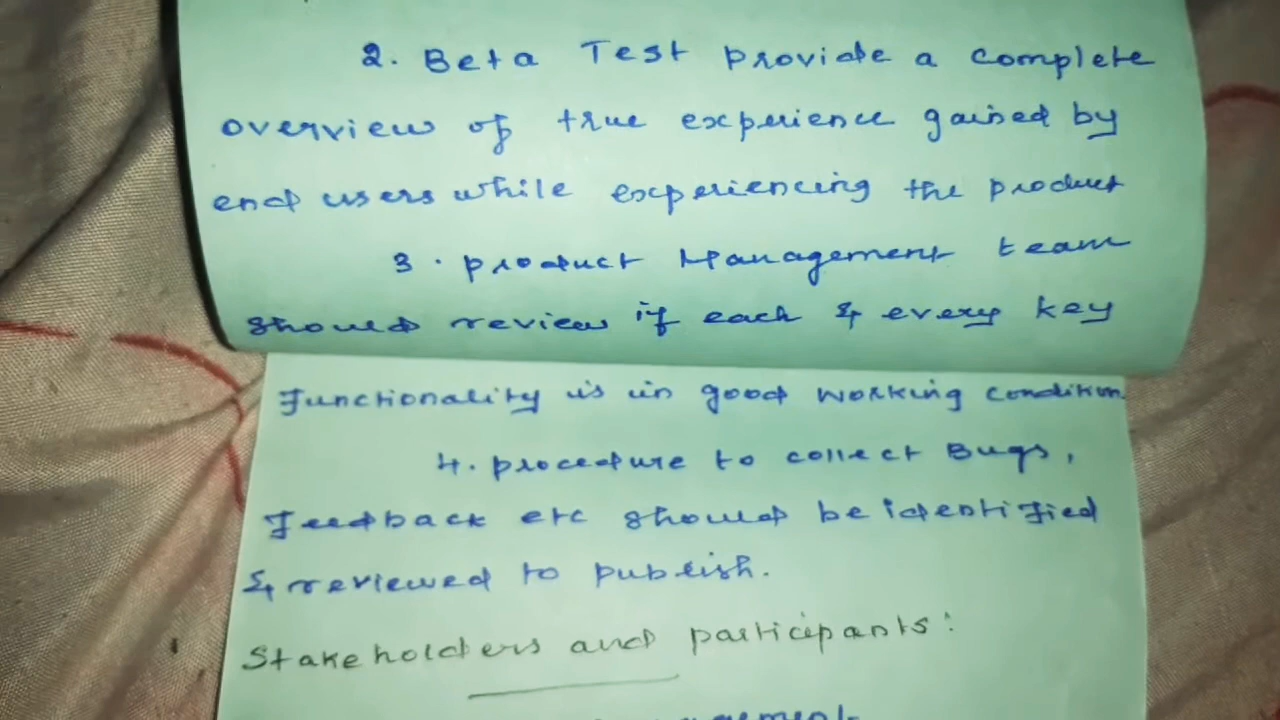 2. Beta Test provide a complete
overview of true experience gained by
end users while experiencing the product
3. product Management team
should review if each & every key
functionality is in good working condition.
4. procedure to collect Bugs,
feedback etc should be identified
& reviewed to publish.
Stakeholders and participants: